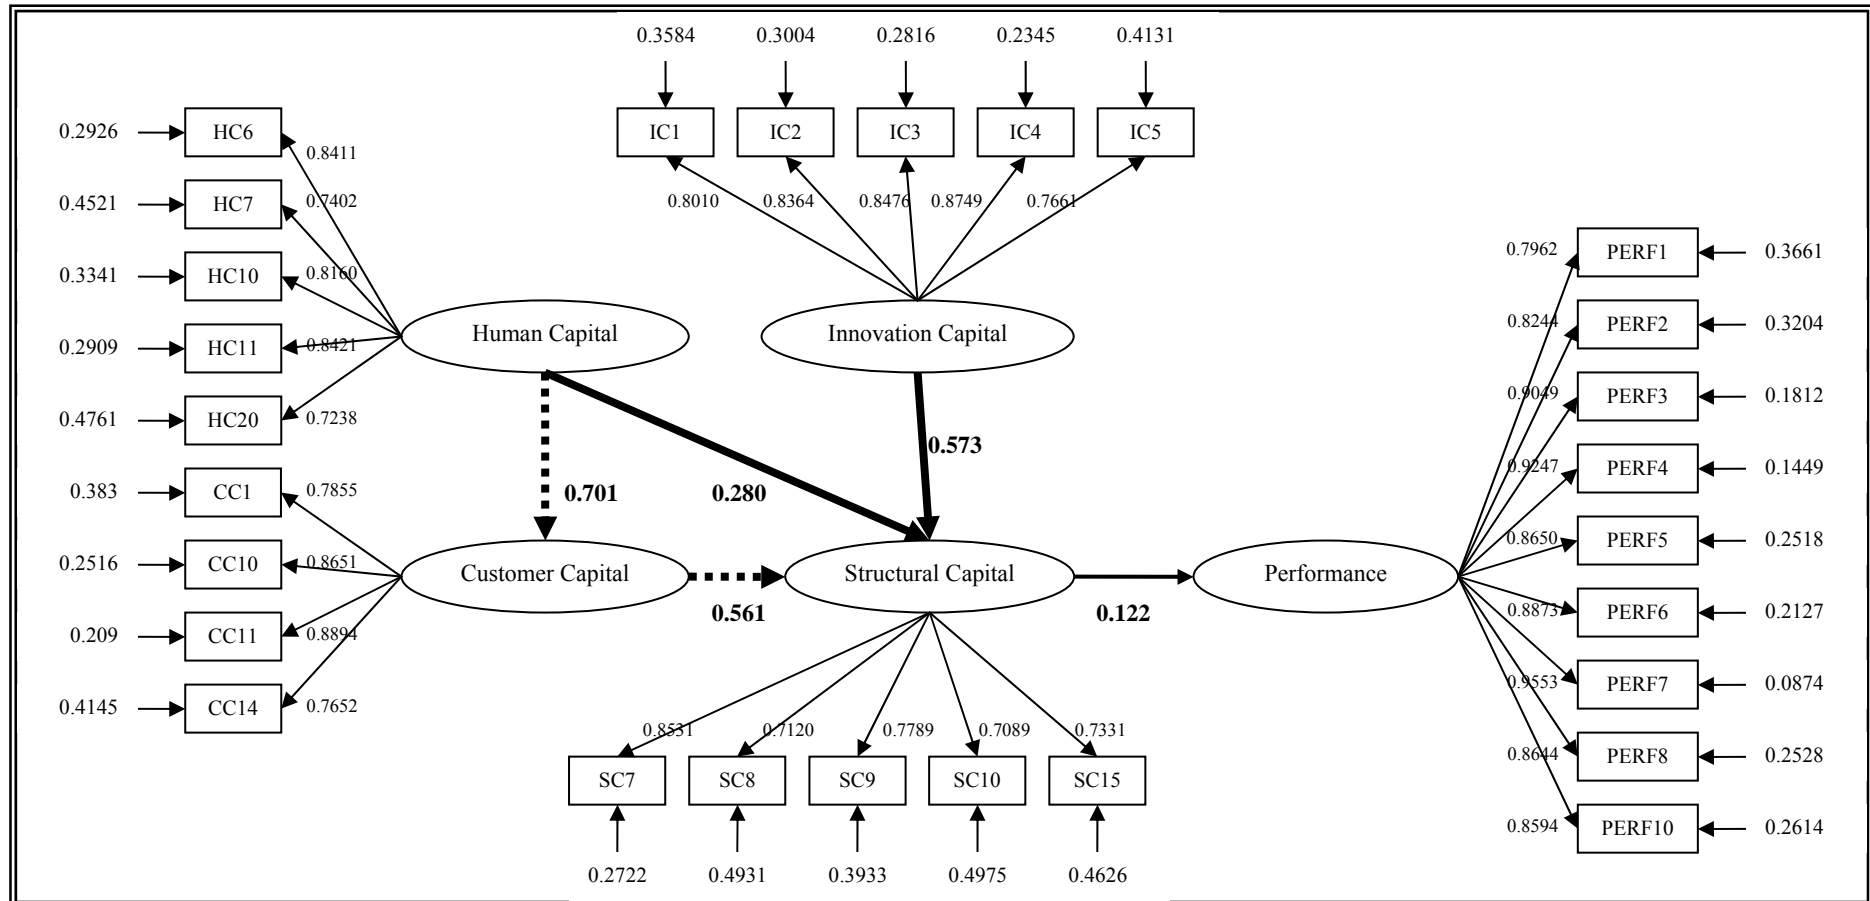 0.3584 0.3004 0.2816 0.2345 0.4131
IC1 IC2 IC3 IC4 IC5
0.8010 0.8364 0.8476 0.8749 0.7661
0.2926 HC6 0.8411
0.4521 HC7 0.7402
0.3341 HC10 0.8160
0.2909 HC11 0.8421
0.4761 HC20 0.7238
0.383 CC1 0.7855
0.2516 CC10 0.8651
0.209 CC11 0.8894
0.4145 CC14 0.7652
Human Capital
Innovation Capital
0.573
0.701
0.280
Customer Capital
Structural Capital
Performance
0.561
0.122
0.8531 0.7120 0.7789 0.7089 0.7331
SC7 SC8 SC9 SC10 SC15
0.2722 0.4931 0.3933 0.4975 0.4626
0.7962 PERF1 0.3661
0.8244 PERF2 0.3204
0.9049 PERF3 0.1812
0.9247 PERF4 0.1449
0.8650 PERF5 0.2518
0.8873 PERF6 0.2127
0.9553 PERF7 0.0874
0.8644 PERF8 0.2528
0.8594 PERF10 0.2614